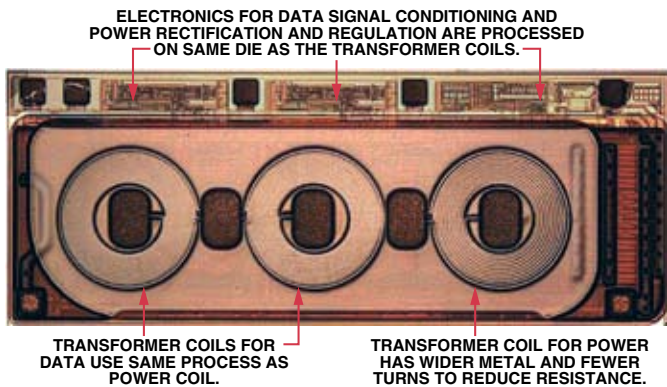 ELECTRONICS FOR DATA SIGNAL CONDITIONING AND
POWER RECTIFICATION AND REGULATION ARE PROCESSED
ON SAME DIE AS THE TRANSFORMER COILS.
TRANSFORMER COILS FOR
DATA USE SAME PROCESS AS
POWER COIL.
TRANSFORMER COIL FOR POWER
HAS WIDER METAL AND FEWER
TURNS TO REDUCE RESISTANCE.